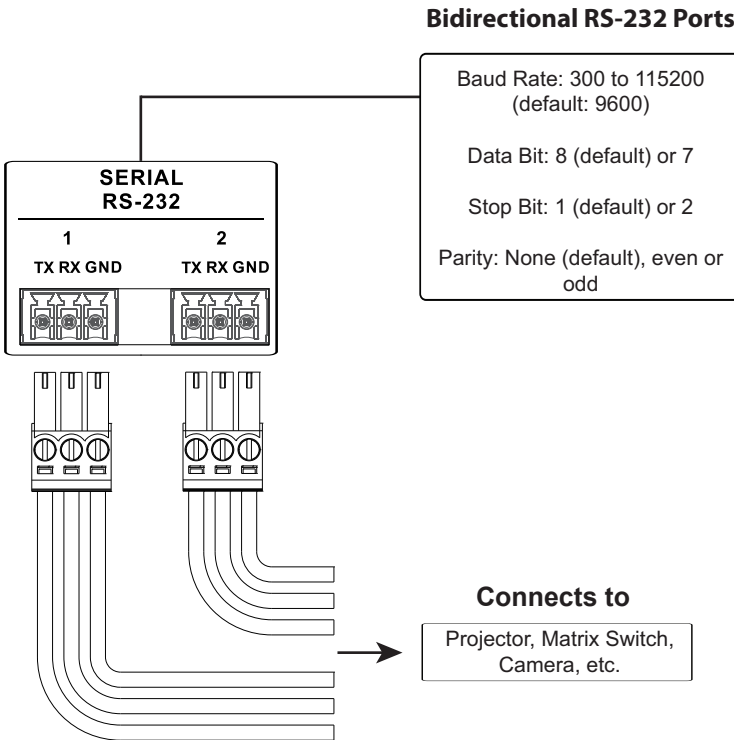 Bidirectional RS-232 Ports
Baud Rate: 300 to 115200
(default: 9600)
Data Bit: 8 (default) or 7
Stop Bit: 1 (default) or 2
Parity: None (default), even or
odd
SERIAL
RS-232
1 2
TX RX GND TX RX GND
Connects to
Projector, Matrix Switch,
Camera, etc.